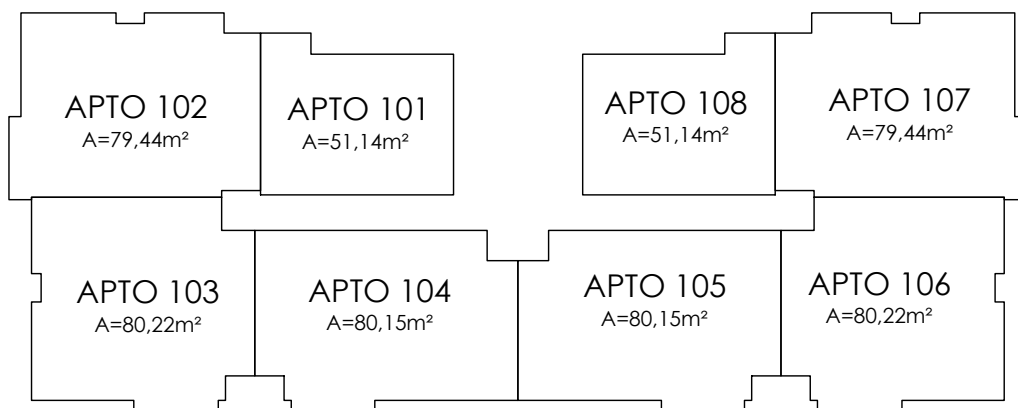 APTO 102
A=79,44m²
APTO 101
A=51,14m²
APTO 108
A=51,14m²
APTO 107
A=79,44m²
APTO 103
A=80,22m²
APTO 104
A=80,15m²
APTO 105
A=80,15m²
APTO 106
A=80,22m²